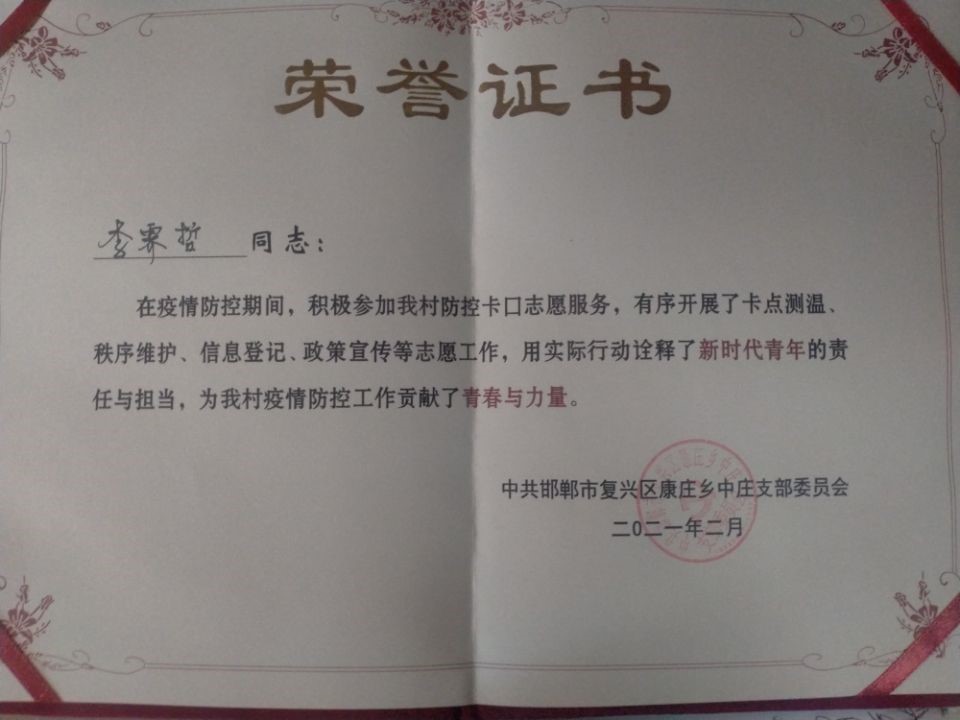 荣誉证书
李霖哲 同志：
在疫情防控期间，积极参加我村防控卡口志愿服务，有序开展了卡点测温、
秩序维护、信息登记、政策宣传等志愿工作，用实际行动诠释了新时代青年的责
任与担当，为我村疫情防控工作贡献了青春与力量。
中共邯郸市复兴区康庄乡中庄支部委员会
二〇二一年二月